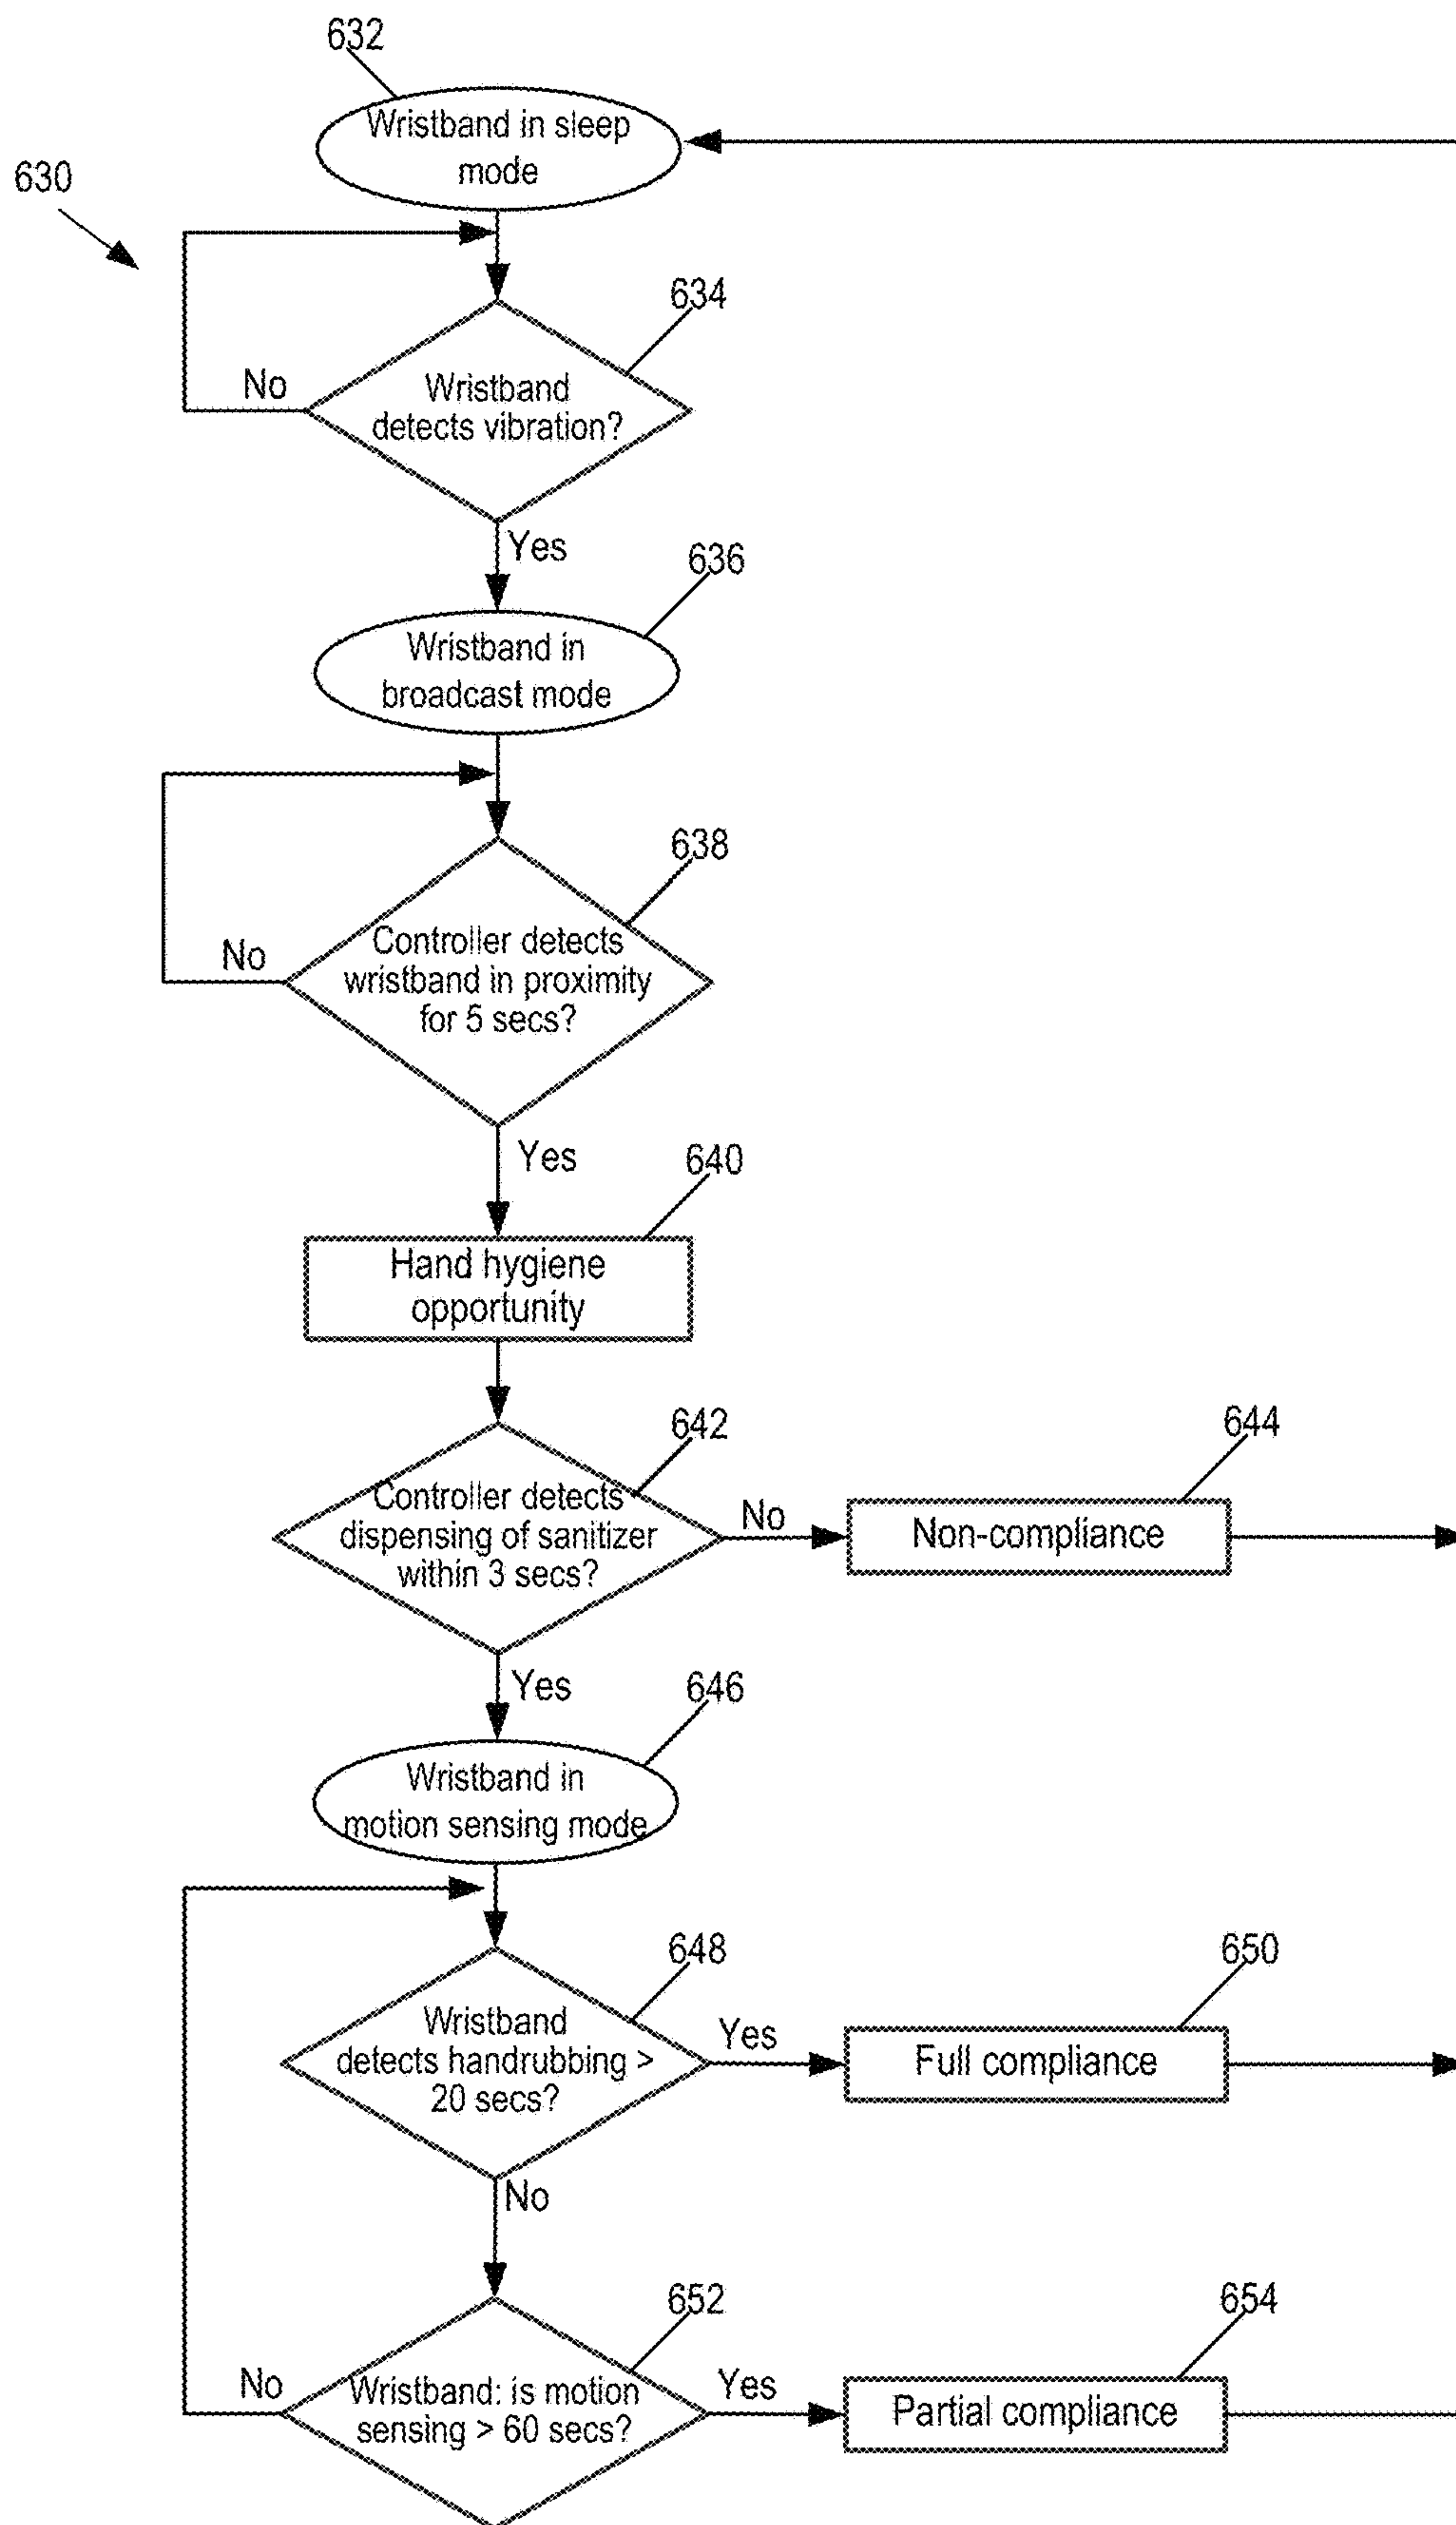 632
Wristband in sleep
mode
630
634
No
Wristband
detects vibration?
Yes
636
Wristband in
broadcast mode
638
No
Controller detects
wristband in proximity
for 5 secs?
Yes
640
Hand hygiene
opportunity
642
644
Controller detects
dispensing of sanitizer
within 3 secs?
No
Non-compliance
Yes
646
Wristband in
motion sensing mode
648
650
Wristband
detects handrubbing >
20 secs?
Yes
Full compliance
No
652
654
No
Wristband: is motion
sensing > 60 secs?
Yes
Partial compliance